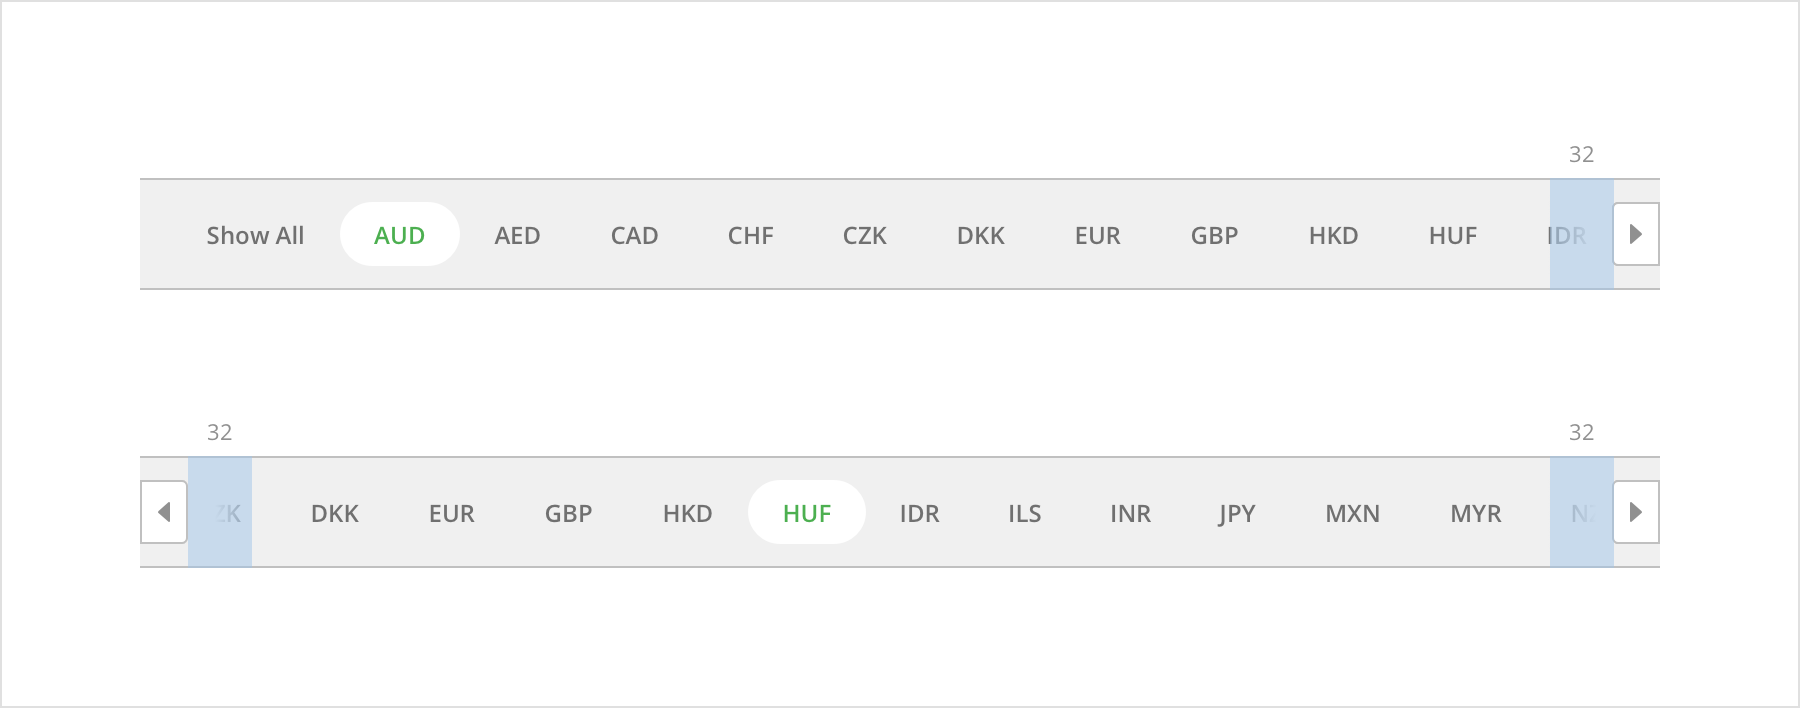 32
Show All AUD AED CAD CHF CZK DKK EUR GBP HKD HUF IDR
32 32
DKK EUR GBP HKD HUF IDR ILS INR JPY MXN MYR